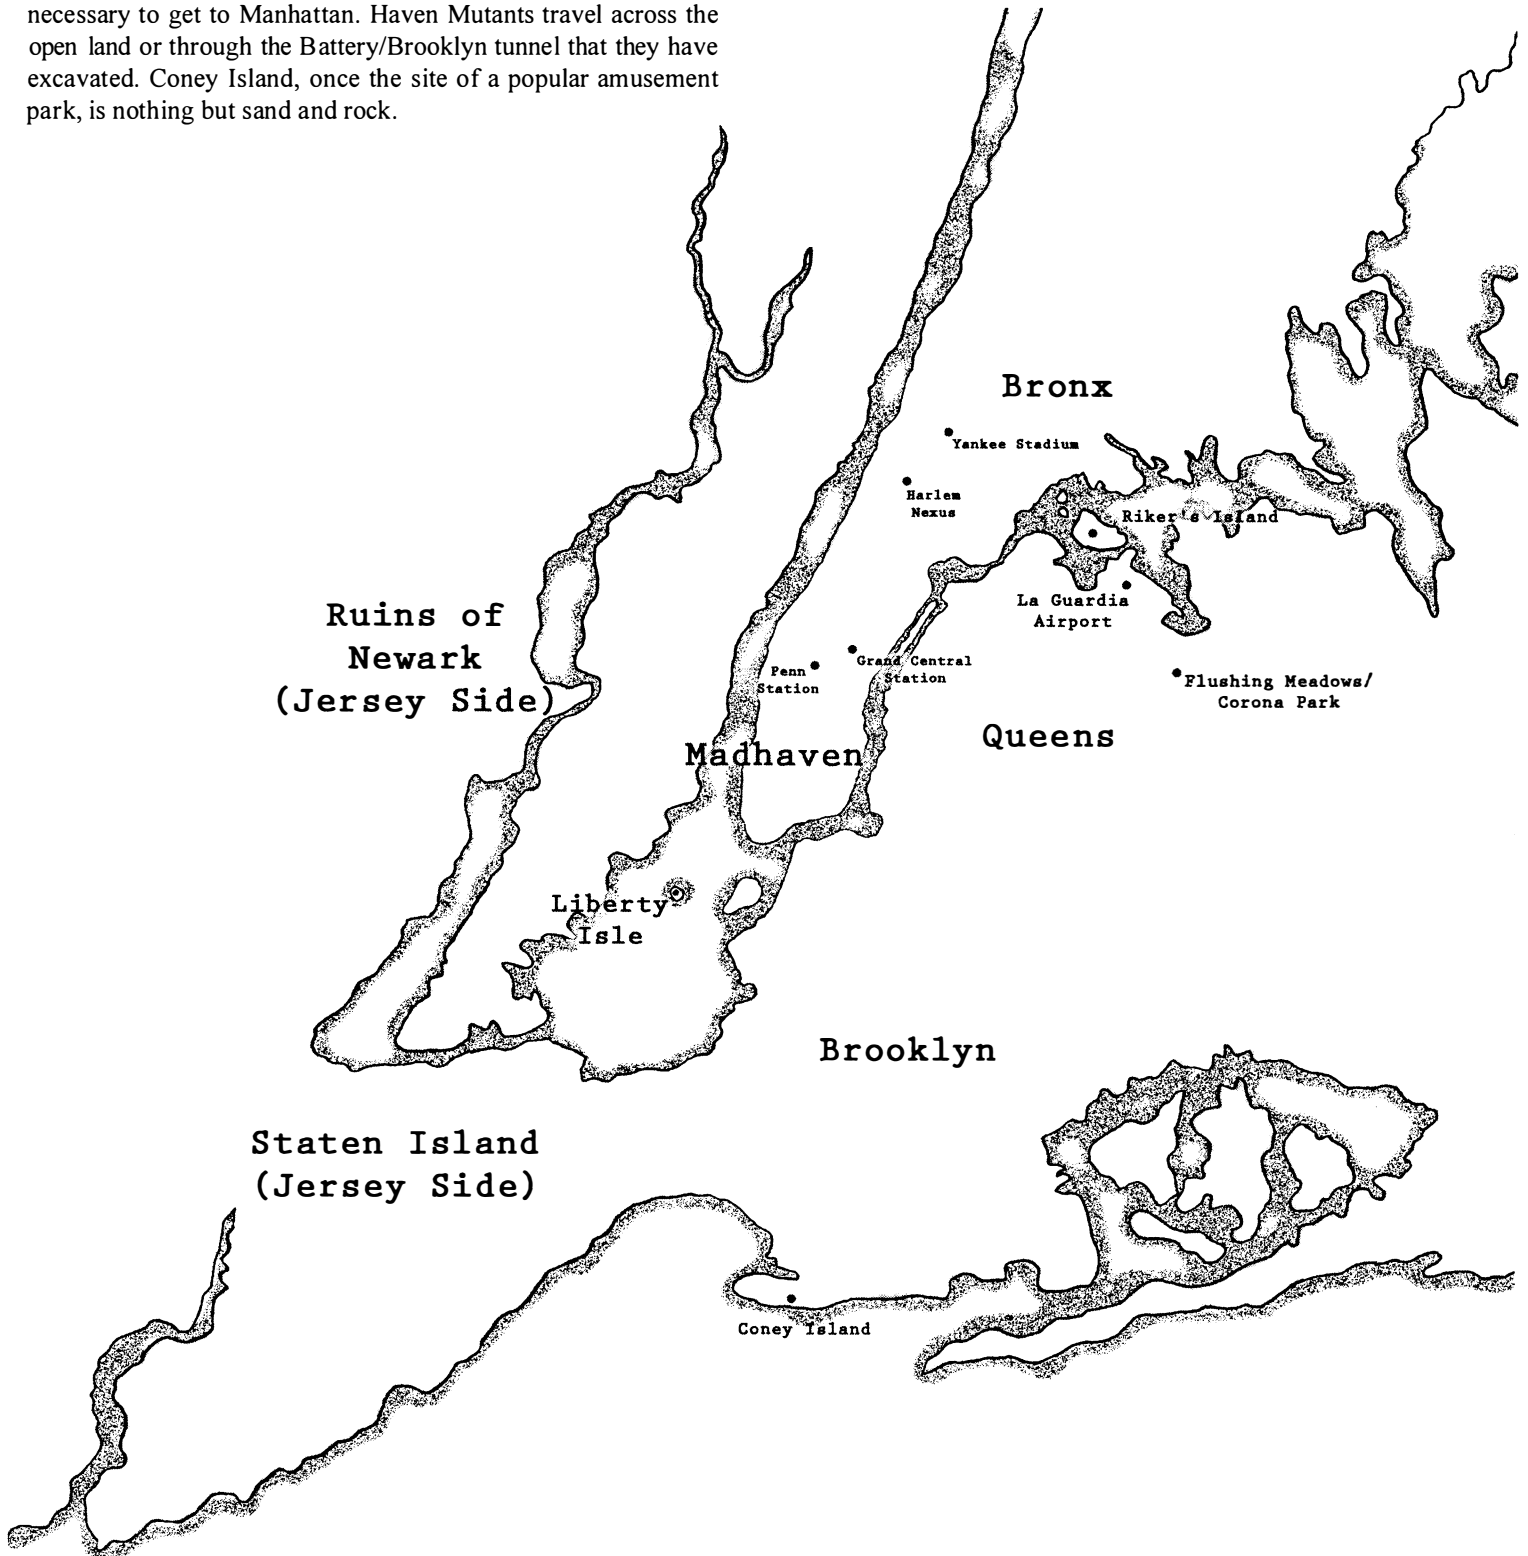 necessary to get to Manhattan. Haven Mutants travel across the
open land or through the Battery/Brooklyn tunnel that they have
excavated. Coney Island, once the site of a popular amusement
park, is nothing but sand and rock.
Bronx
Yankee Stadium
Harlem
Nexus
Riker's Island
La Guardia
Airport
Ruins of
Newark
(Jersey Side)
Penn
Station
Grand Central
Station
Flushing Meadows/
Corona Park
Queens
Madhaven
Liberty
Isle
Brooklyn
Staten Island
(Jersey Side)
Coney Island